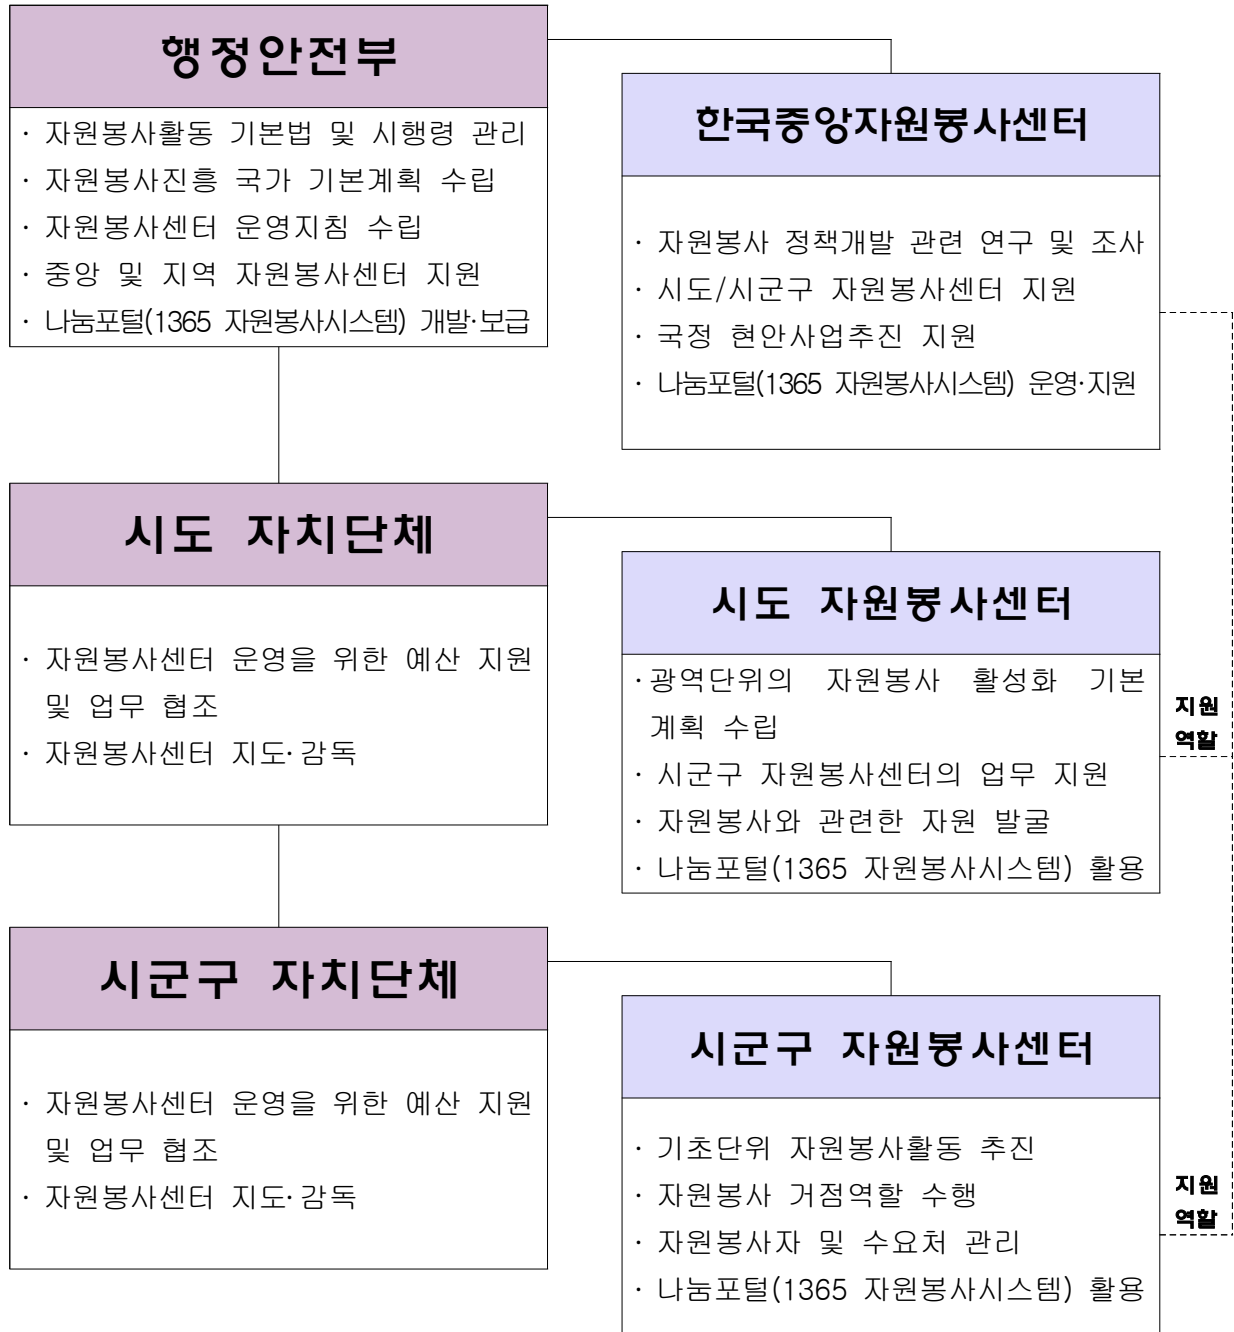 행정안전부
· 자원봉사활동 기본법 및 시행령 관리
· 자원봉사진흥 국가 기본계획 수립
· 자원봉사센터 운영지침 수립
· 중앙 및 지역 자원봉사센터 지원
· 나눔포털(1365 자원봉사시스템) 개발·보급
한국중앙자원봉사센터
· 자원봉사 정책개발 관련 연구 및 조사
· 시도/시군구 자원봉사센터 지원
· 국정 현안사업추진 지원
· 나눔포털(1365 자원봉사시스템) 운영·지원
시도 자치단체
· 자원봉사센터 운영을 위한 예산 지원
및 업무 협조
· 자원봉사센터 지도·감독
시도 자원봉사센터
·광역단위의 자원봉사 활성화 기본
계획 수립
· 시군구 자원봉사센터의 업무 지원
· 자원봉사와 관련한 자원 발굴
· 나눔포털(1365 자원봉사시스템) 활용
지원
역할
시군구 자치단체
· 자원봉사센터 운영을 위한 예산 지원
및 업무 협조
· 자원봉사센터 지도·감독
시군구 자원봉사센터
· 기초단위 자원봉사활동 추진
· 자원봉사 거점역할 수행
· 자원봉사자 및 수요처 관리
· 나눔포털(1365 자원봉사시스템) 활용
지원
역할